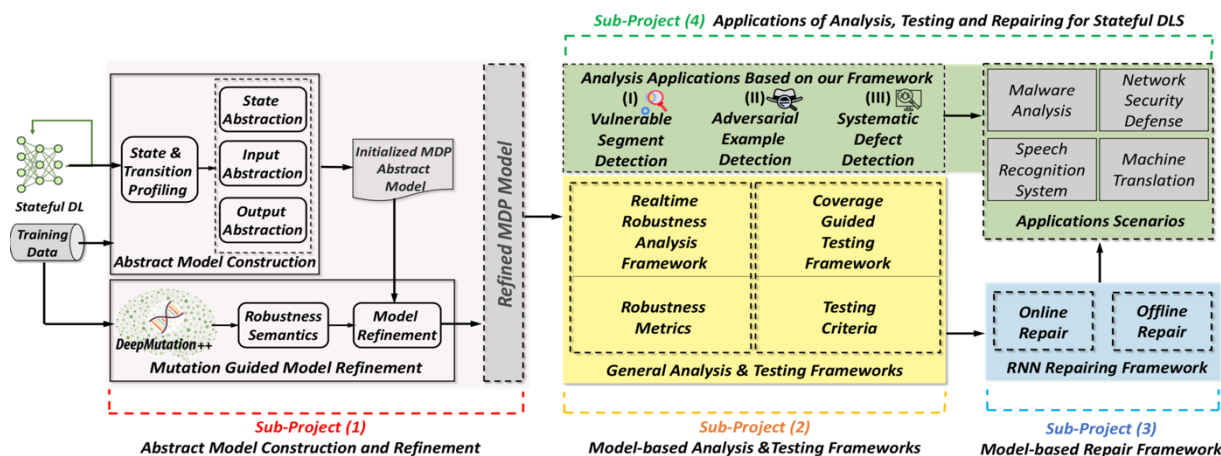 Sub-Project (4) Applications of Analysis, Testing and Repairing for Stateful DLS
Stateful DL
Training
Data
State &
Transition
Profiling
State
Abstraction
Input
Abstraction
Output
Abstraction
Initialized MDP
Abstract
Model
Abstract Model Construction
DeepMutation++
Robustness
Semantics
Model
Refinement
Mutation Guided Model Refinement
Refined MDP Model
Sub-Project (1)
Abstract Model Construction and Refinement
Analysis Applications Based on our Framework
(I)
Vulnerable
Segment
Detection
(II)
Adversarial
Example
Detection
(III)
Systematic
Defect
Detection
Realtime
Robustness
Analysis
Framework
Coverage
Guided
Testing
Framework
Robustness
Metrics
Testing
Criteria
General Analysis & Testing Frameworks
Sub-Project (2)
Model-based Analysis &Testing Frameworks
Malware
Analysis
Network
Security
Defense
Speech
Recognition
System
Machine
Translation
Applications Scenarios
Online
Repair
Offline
Repair
RNN Repairing Framework
Sub-Project (3)
Model-based Repair Framework